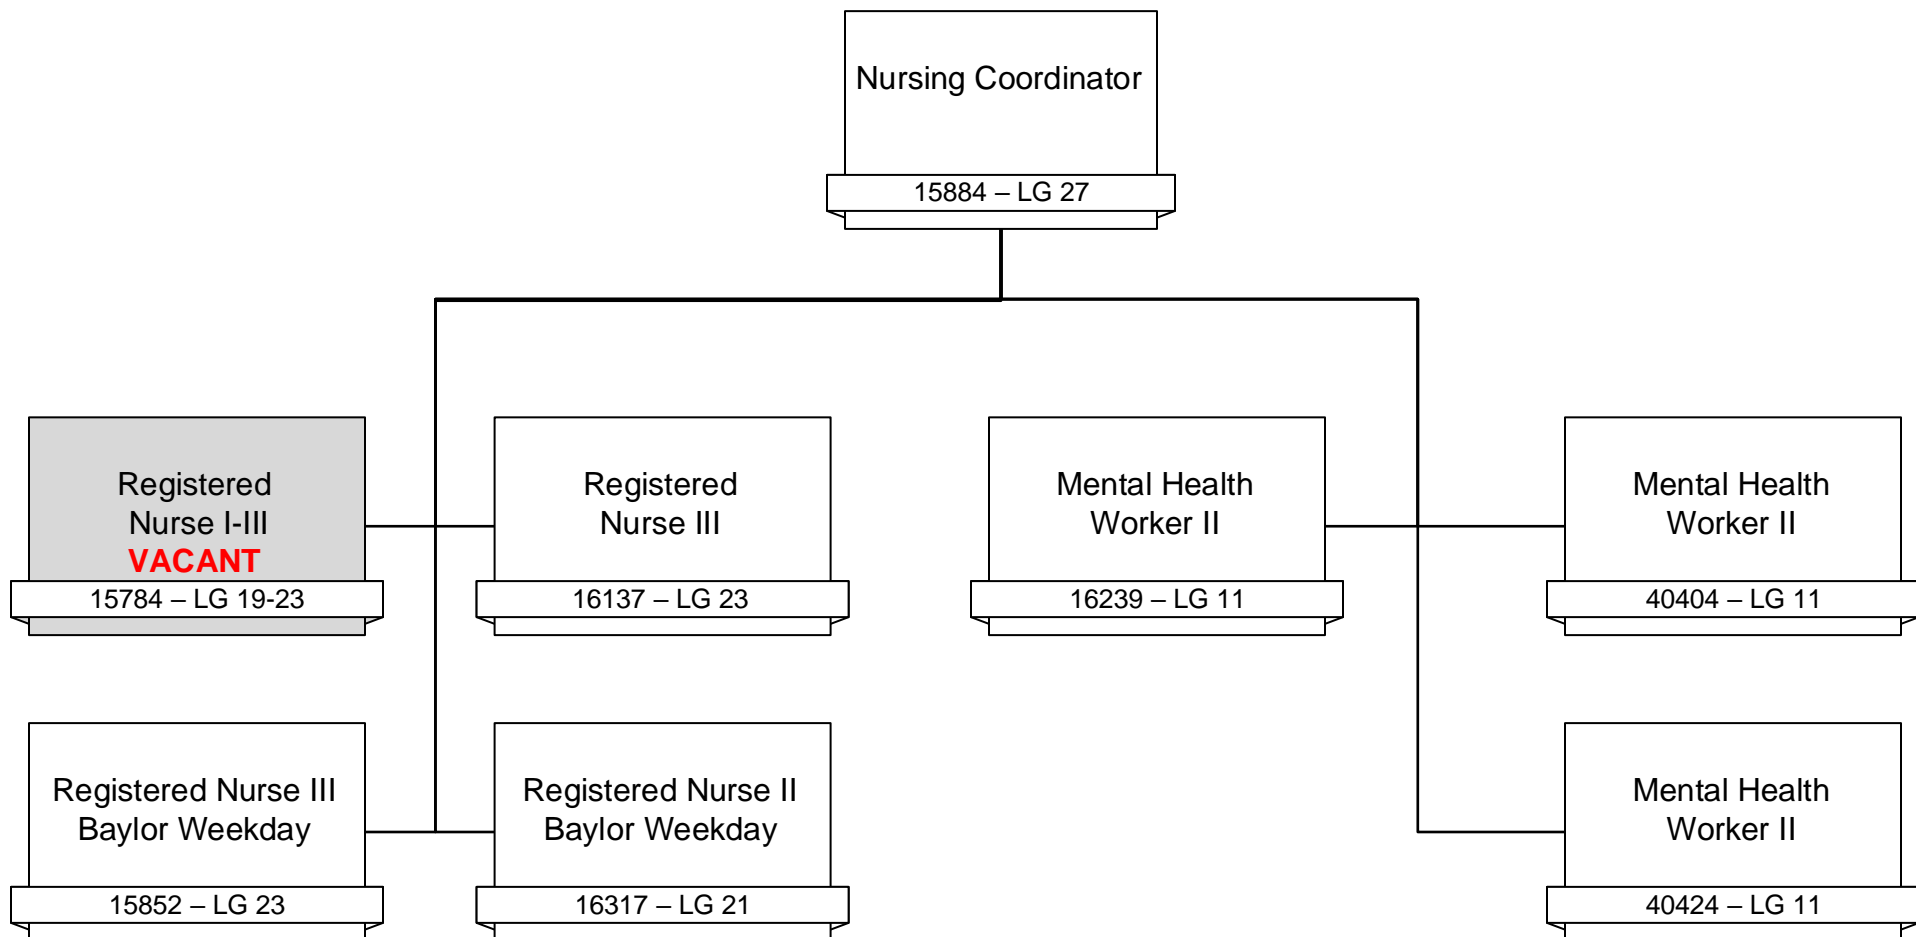 Nursing Coordinator
15884 – LG 27
Registered
Nurse I-III
VACANT
15784 – LG 19-23
Registered
Nurse III
16137 – LG 23
Mental Health
Worker II
16239 – LG 11
Mental Health
Worker II
40404 – LG 11
Registered Nurse III
Baylor Weekday
15852 – LG 23
Registered Nurse II
Baylor Weekday
16317 – LG 21
Mental Health
Worker II
40424 – LG 11